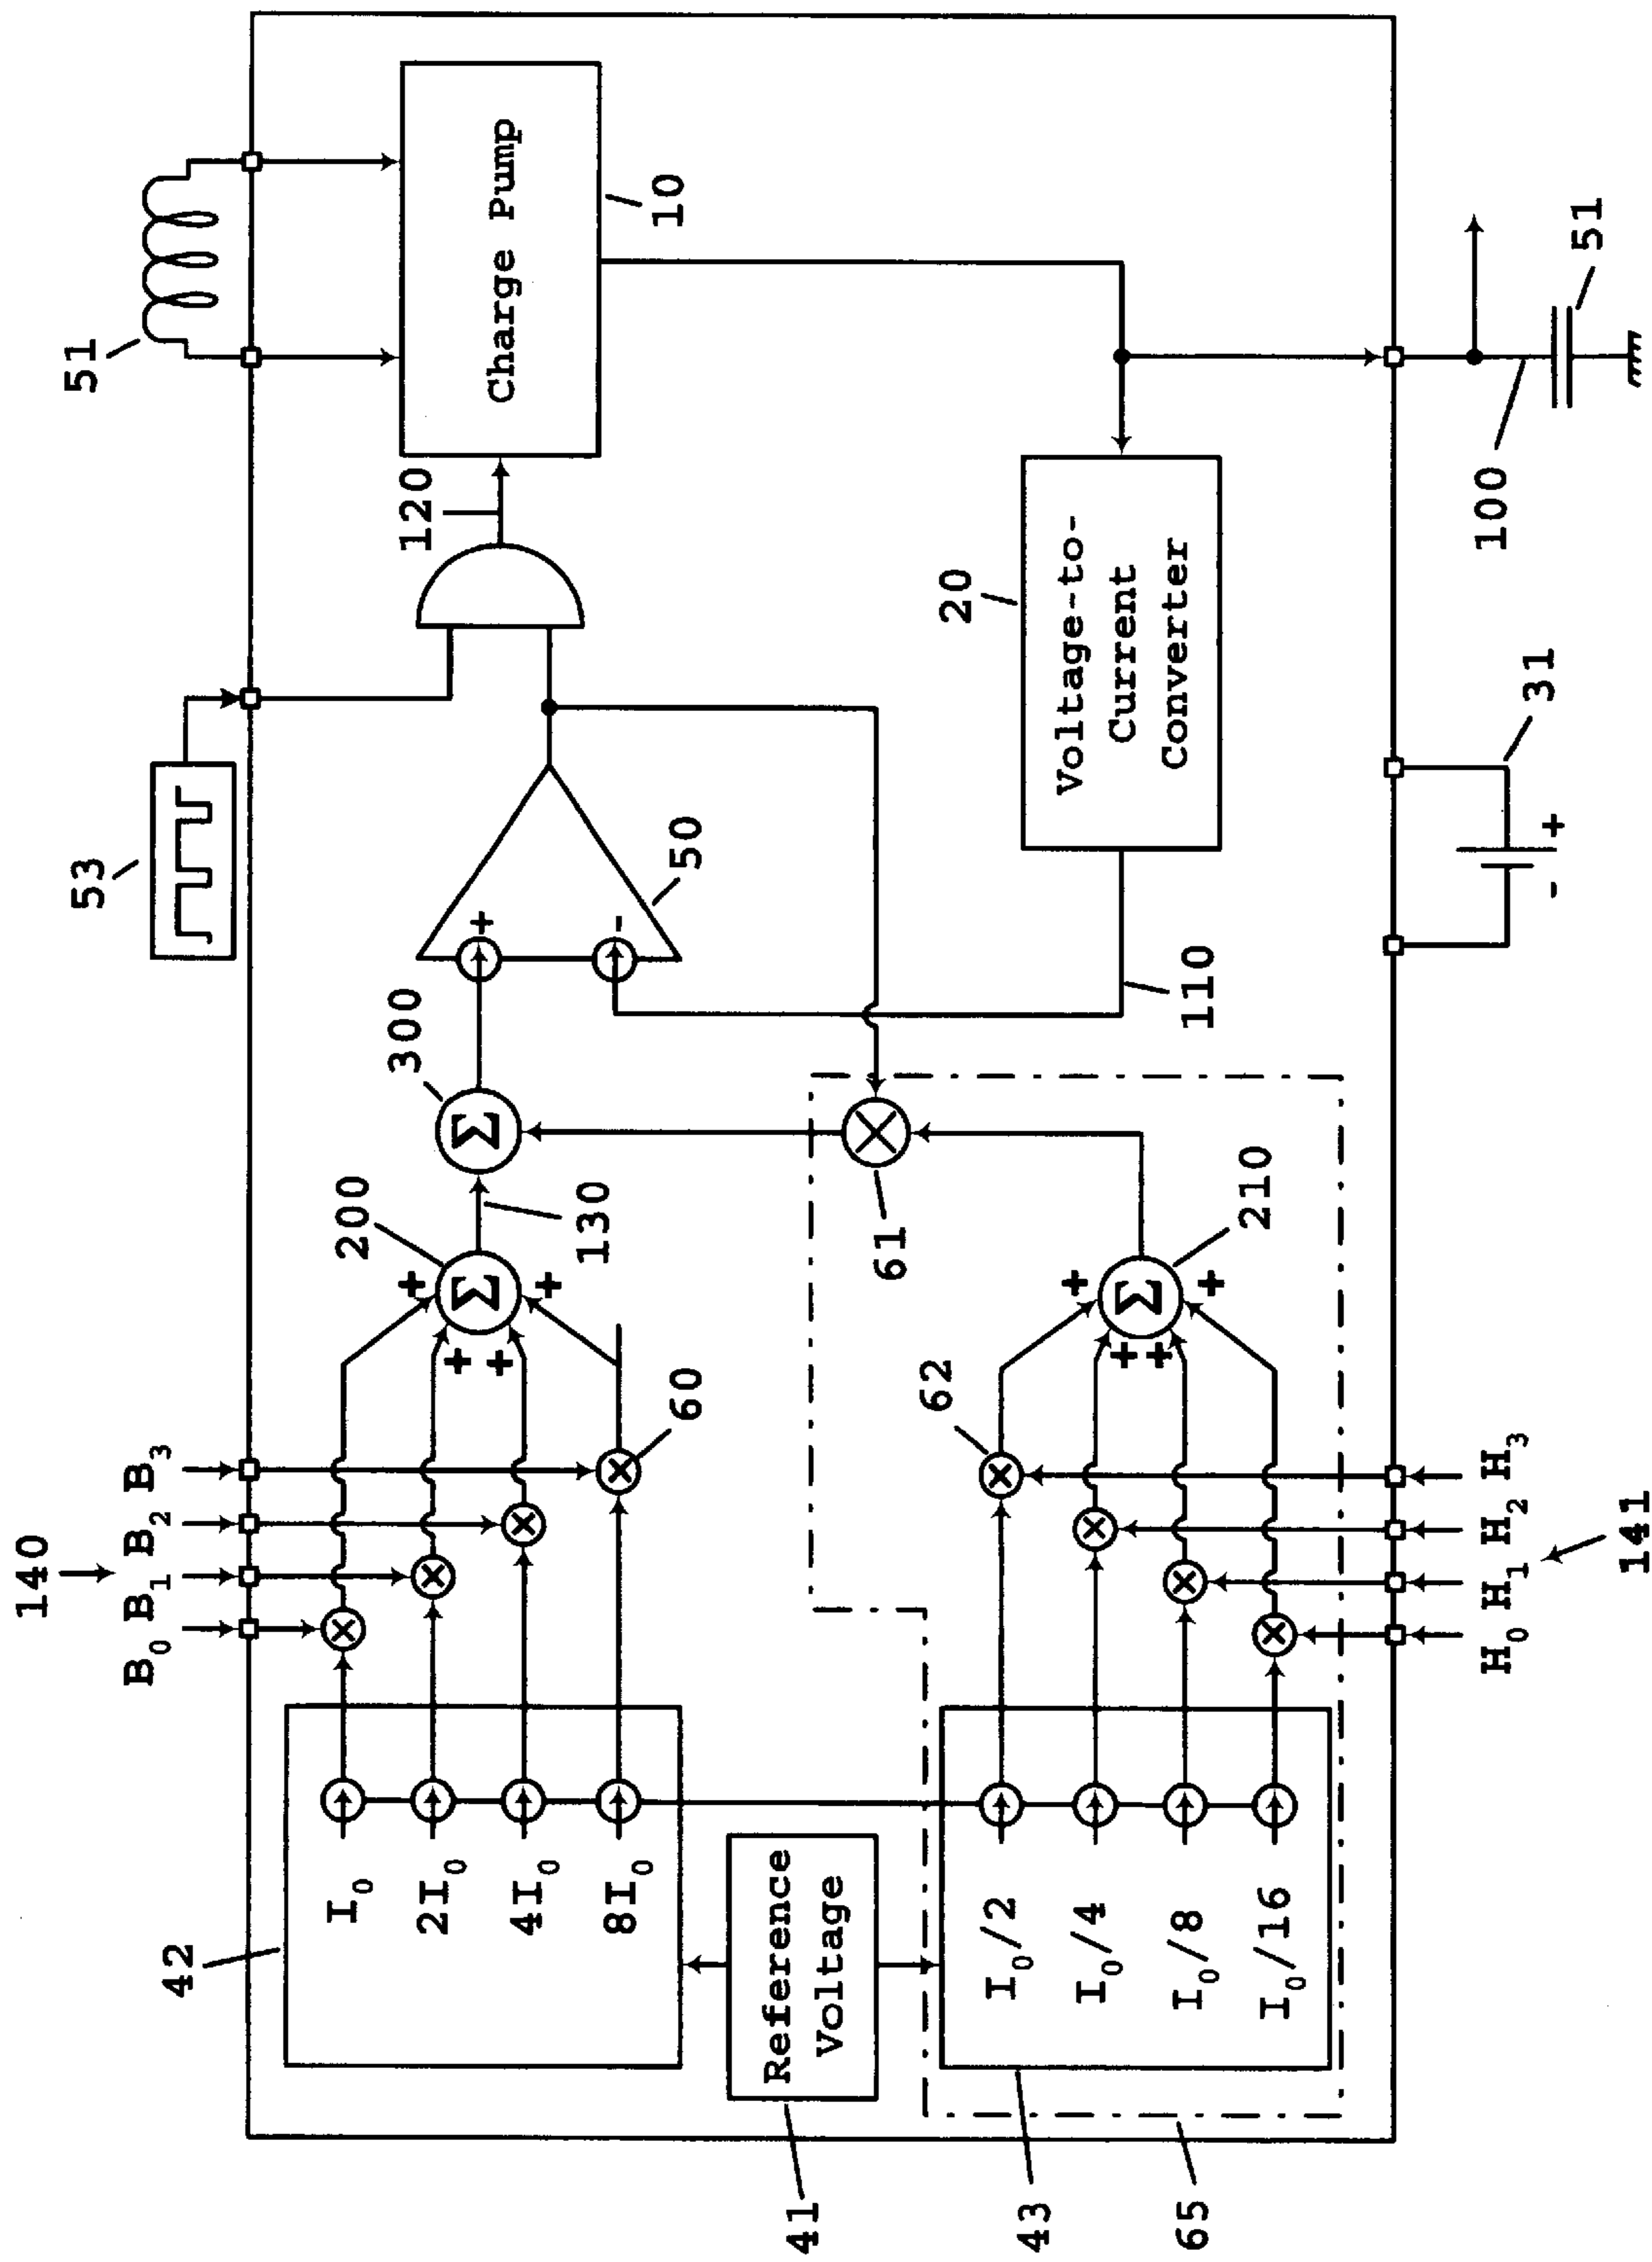 140
B₀ B₁ B₂ B₃
53
51
42
I₀
2I₀
4I₀
8I₀
60
200
+
+
+
+
Σ
130
300
Σ
+
-
50
120
Charge Pump
10
41
Reference
Voltage
61
20
Voltage-to-
Current
Converter
110
43
65
I₀/2
I₀/4
I₀/8
I₀/16
62
+
+
+
+
Σ
210
H₀ H₁ H₂ H₃
141
- +
31
100
51